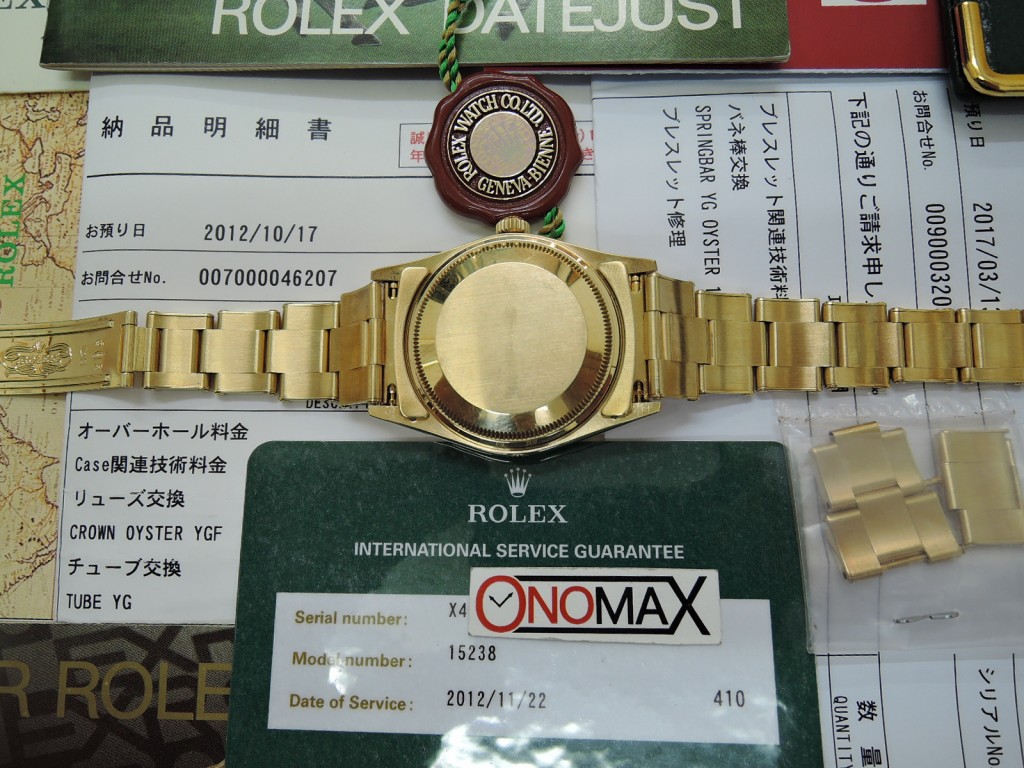 ROLEX DATEJUST
納品明細書
ROLEX WATCH CO.LTD.
GENEVA-BIENNE
お預り日 2012/10/17
お問合せNo. 007000046207
オーバーホール料金
Case関連技術料金
リューズ交換
CROWN OYSTER YGF
チューブ交換
TUBE YG
預り日 2017/03/1
お問合せNo. 00900032
下記の通りご請求申し
ブレスレット関連技術料
バネ棒交換
SPRINGBAR YG OYSTER
ブレスレット修理
ROLEX
ROLEX
INTERNATIONAL SERVICE GUARANTEE
ONOMAX
Serial number: X4
Model number: 15238
Date of Service: 2012/11/22 410
R ROLE
数量
QUANTITY
シリアルNo